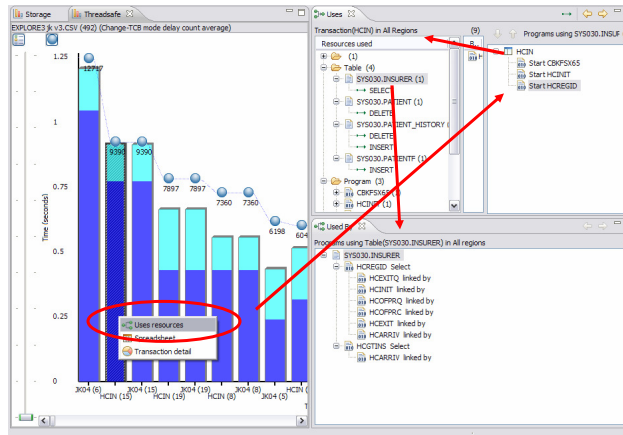 Storage
Threadsafe
EXPLORE3 jk v3.CSV (492) (Change-TCB mode delay count average)
1.25
1
0.75
0.5
0.25
0
Time (seconds)
12717
9390
9390
7897
7897
7360
7360
6198
604
Uses resources
Spreadsheet
Transaction detail
JK04 (6)
HCIN (15)
JK04 (15)
HCIN (19)
JK04 (19)
HCIN (8)
JK04 (8)
JK04 (5)
HCIN (
T
Uses
Transaction(HCIN) in All Regions
(9)
Programs using SYS030.INSUF
Resources used
(1)
Table (4)
SYS030.INSURER (1)
SELECT
SYS030.PATIENT (1)
DELETE
SYS030.PATIENT_HISTORY (
DELETE
INSERT
SYS030.PATIENTF (1)
INSERT
Program (3)
CBKFSX65 (1)
HCINIT (1)
HCIN
Start CBKFSX65
Start HCINIT
Start HCREGID
Used By
Programs using Table(SYS030.INSURER) in All regions
SYS030.INSURER
HCREGID Select
HCEXITQ linked by
HCINIT linked by
HCOFPRQ linked by
HCOFPRC linked by
HCEXIT linked by
HCARRIV linked by
HCGTINS Select
HCARRIV linked by